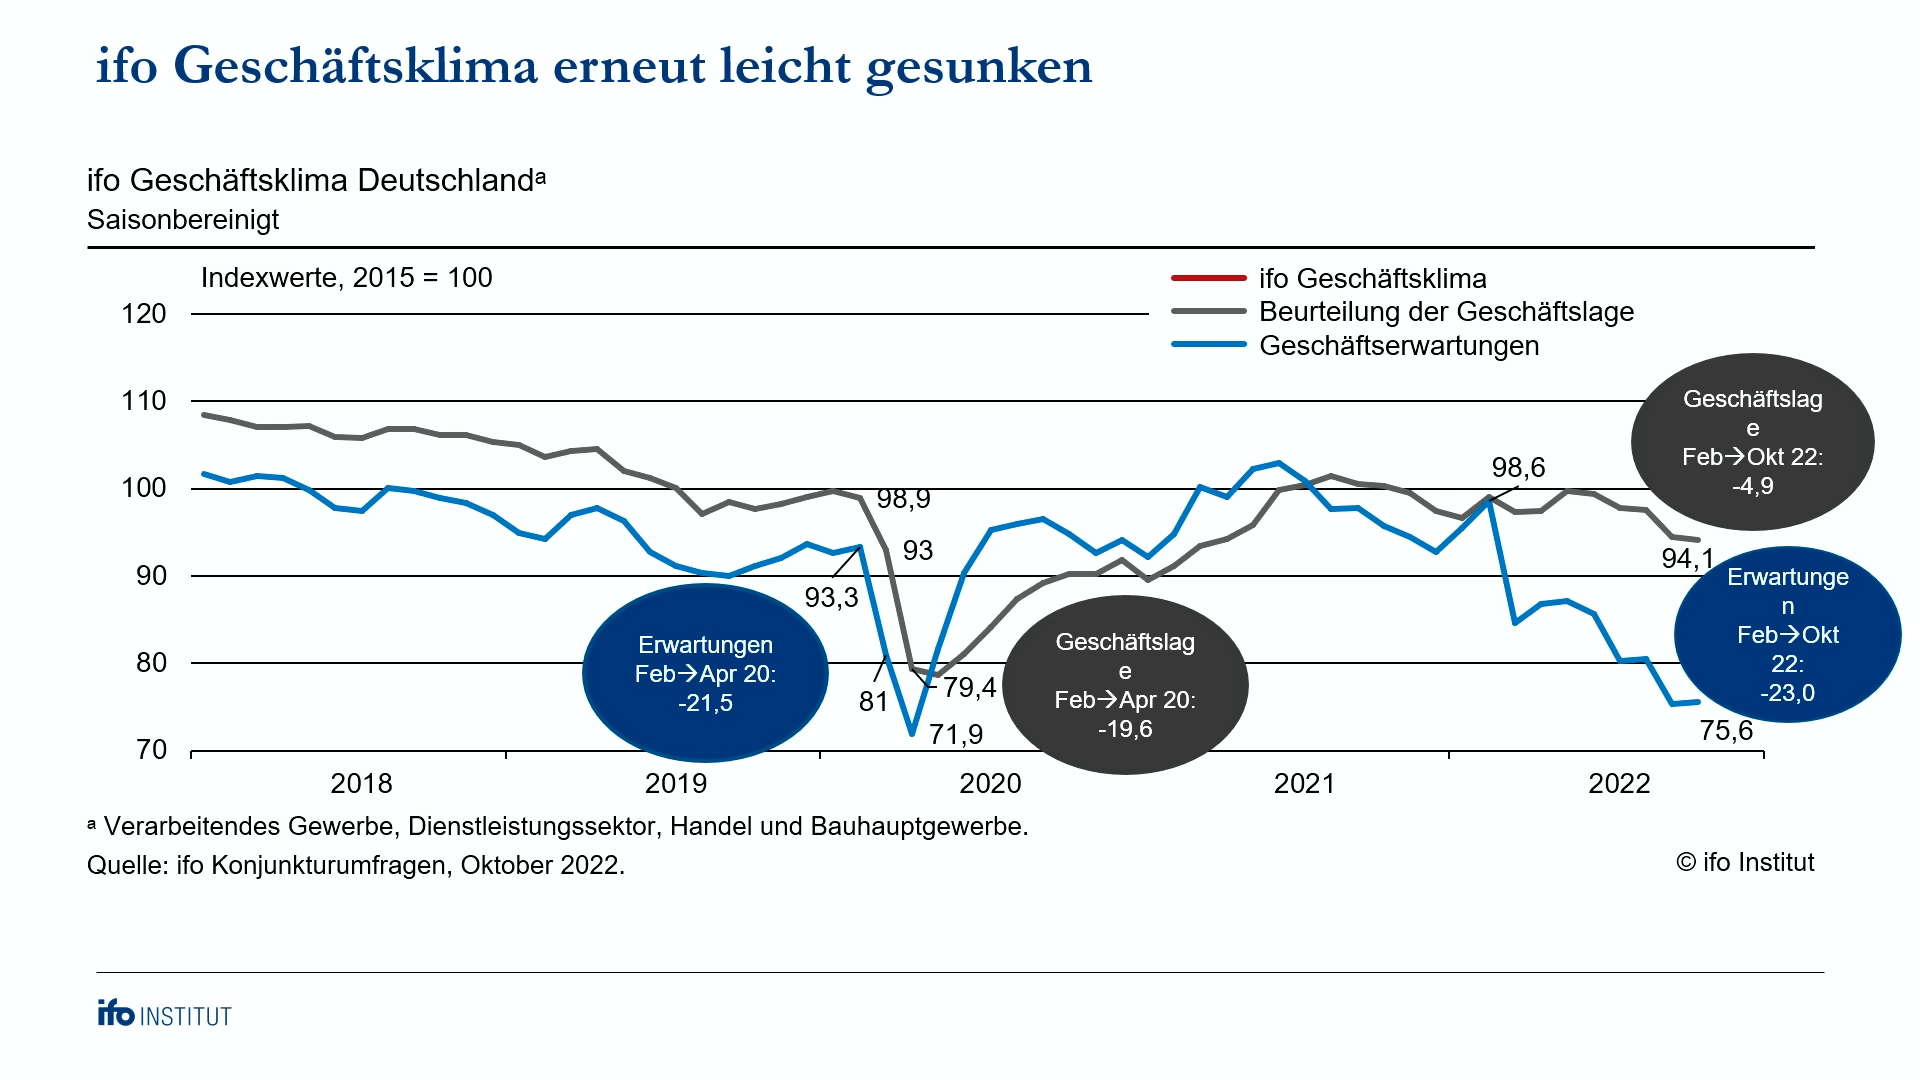 ifo Geschäftsklima erneut leicht gesunken
ifo Geschäftsklima Deutschlandᵃ
Saisonbereinigt
Indexwerte, 2015 = 100
ifo Geschäftsklima
Beurteilung der Geschäftslage
Geschäftserwartungen
120
110
100
90
80
70
Geschäftslag
e
Feb→Okt 22:
-4,9
98,6
98,9
93
94,1
93,3
Erwartunge
n
Feb→Okt
22:
-23,0
Erwartungen
Feb→Apr 20:
-21,5
Geschäftslag
e
Feb→Apr 20:
-19,6
79,4
81
71,9
75,6
2018
2019
2020
2021
2022
ᵃ Verarbeitendes Gewerbe, Dienstleistungssektor, Handel und Bauhauptgewerbe.
Quelle: ifo Konjunkturumfragen, Oktober 2022.
© ifo Institut
ifo INSTITUT